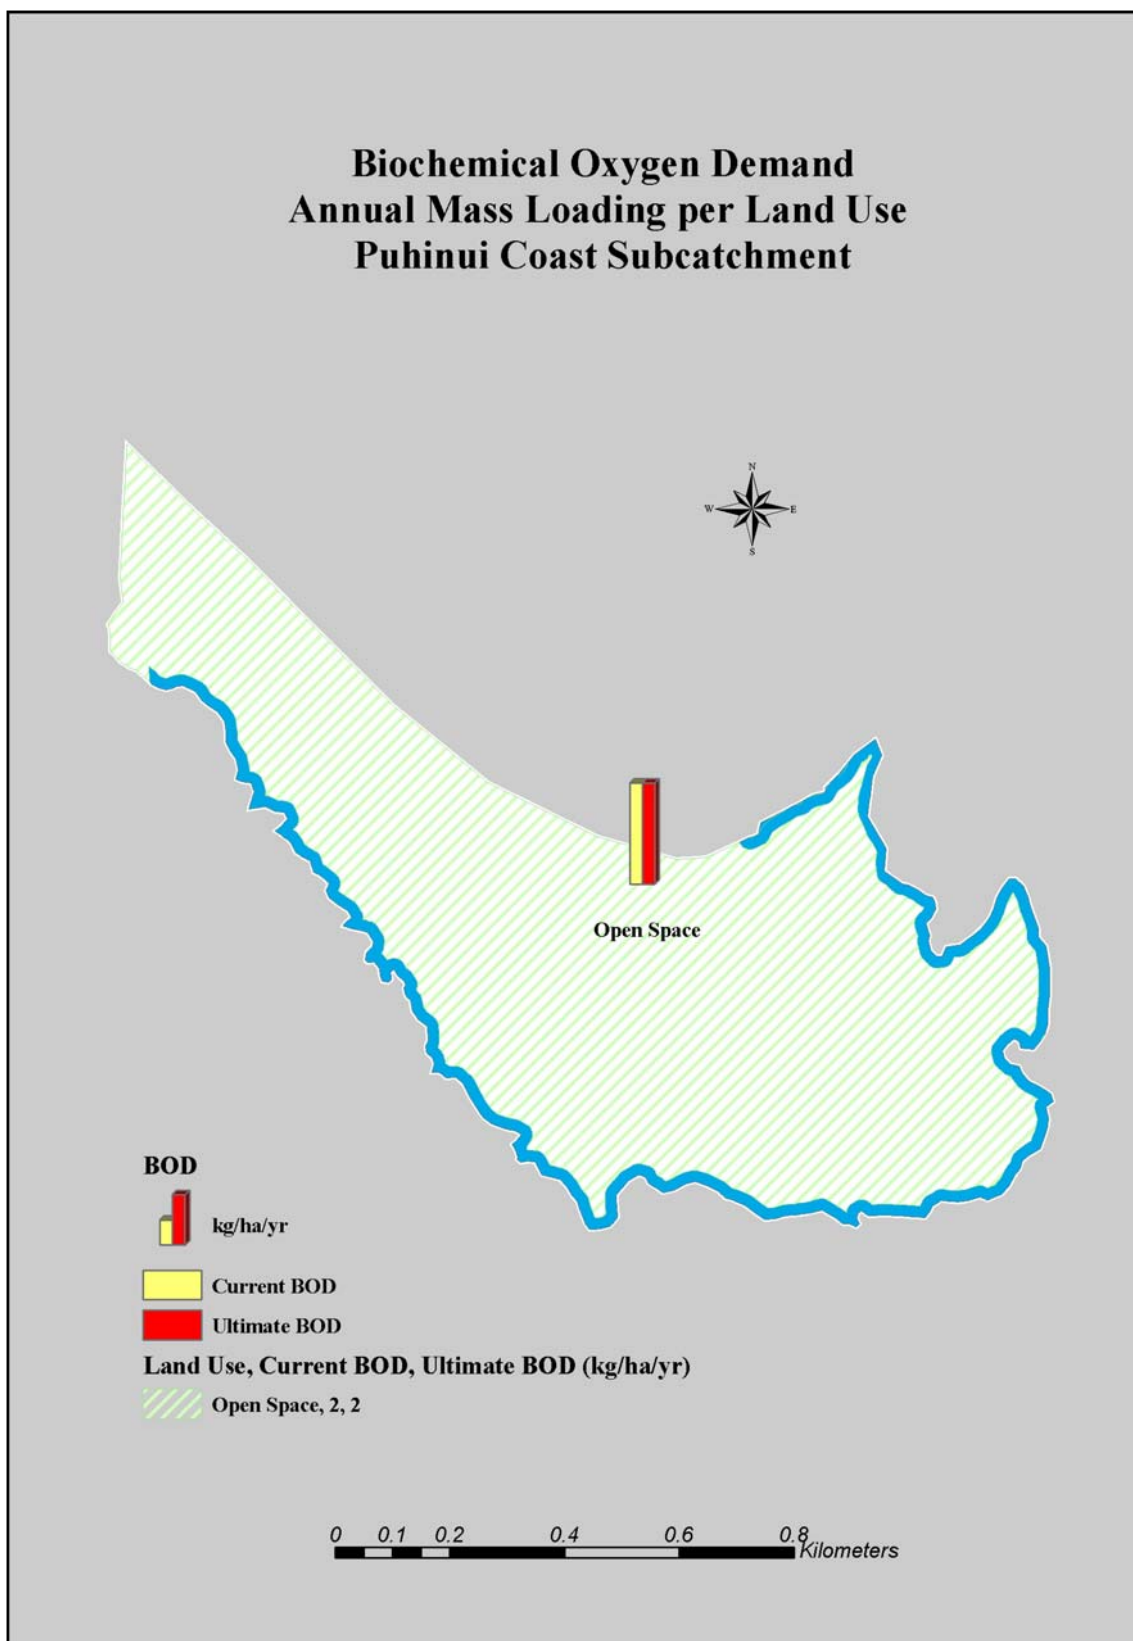 Biochemical Oxygen Demand
Annual Mass Loading per Land Use
Puhinui Coast Subcatchment
N
W
E
S
Open Space
BOD
kg/ha/yr
Current BOD
Ultimate BOD
Land Use, Current BOD, Ultimate BOD (kg/ha/yr)
Open Space, 2, 2
0 0.1 0.2 0.4 0.6 0.8
Kilometers